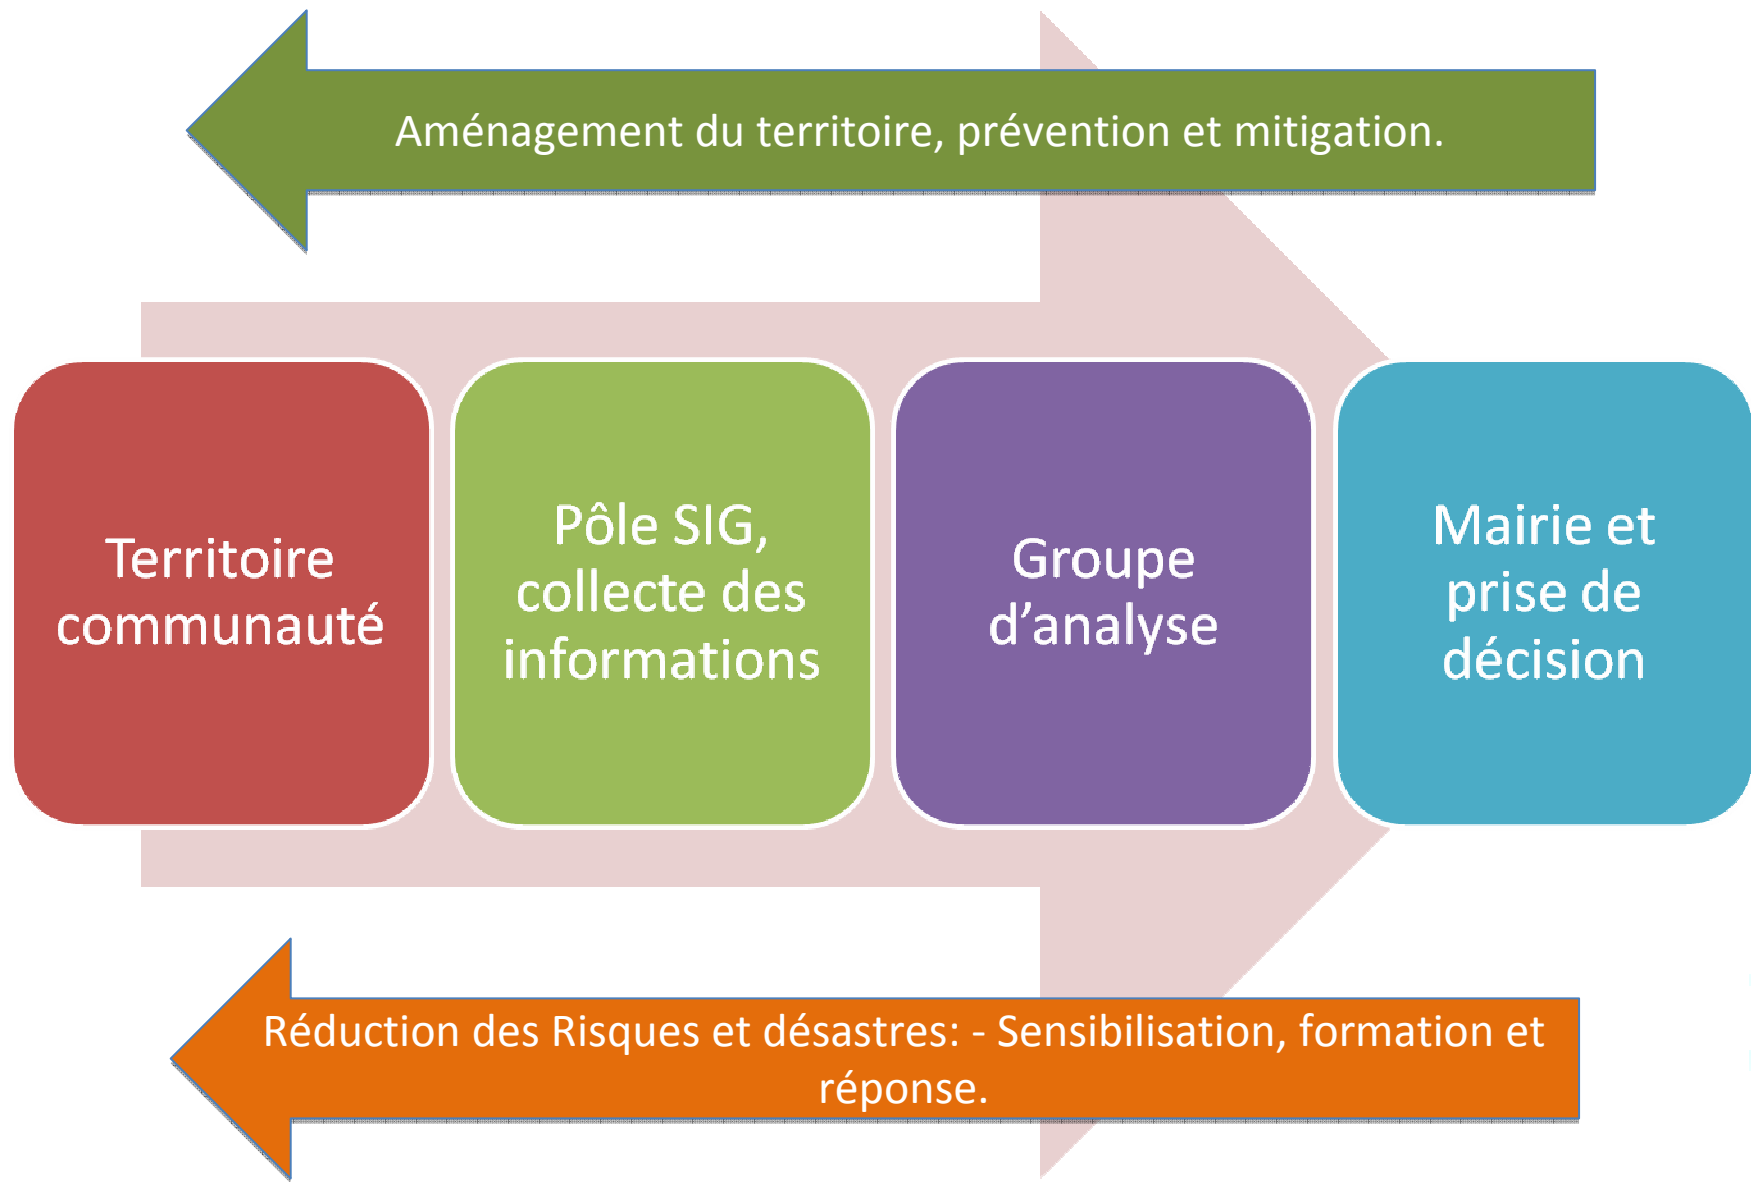 Aménagement du territoire, prévention et mitigation.
Territoire
communauté
Pôle SIG,
collecte des
informations
Groupe
d’analyse
Mairie et
prise de
décision
Réduction des Risques et désastres: - Sensibilisation, formation et
réponse.